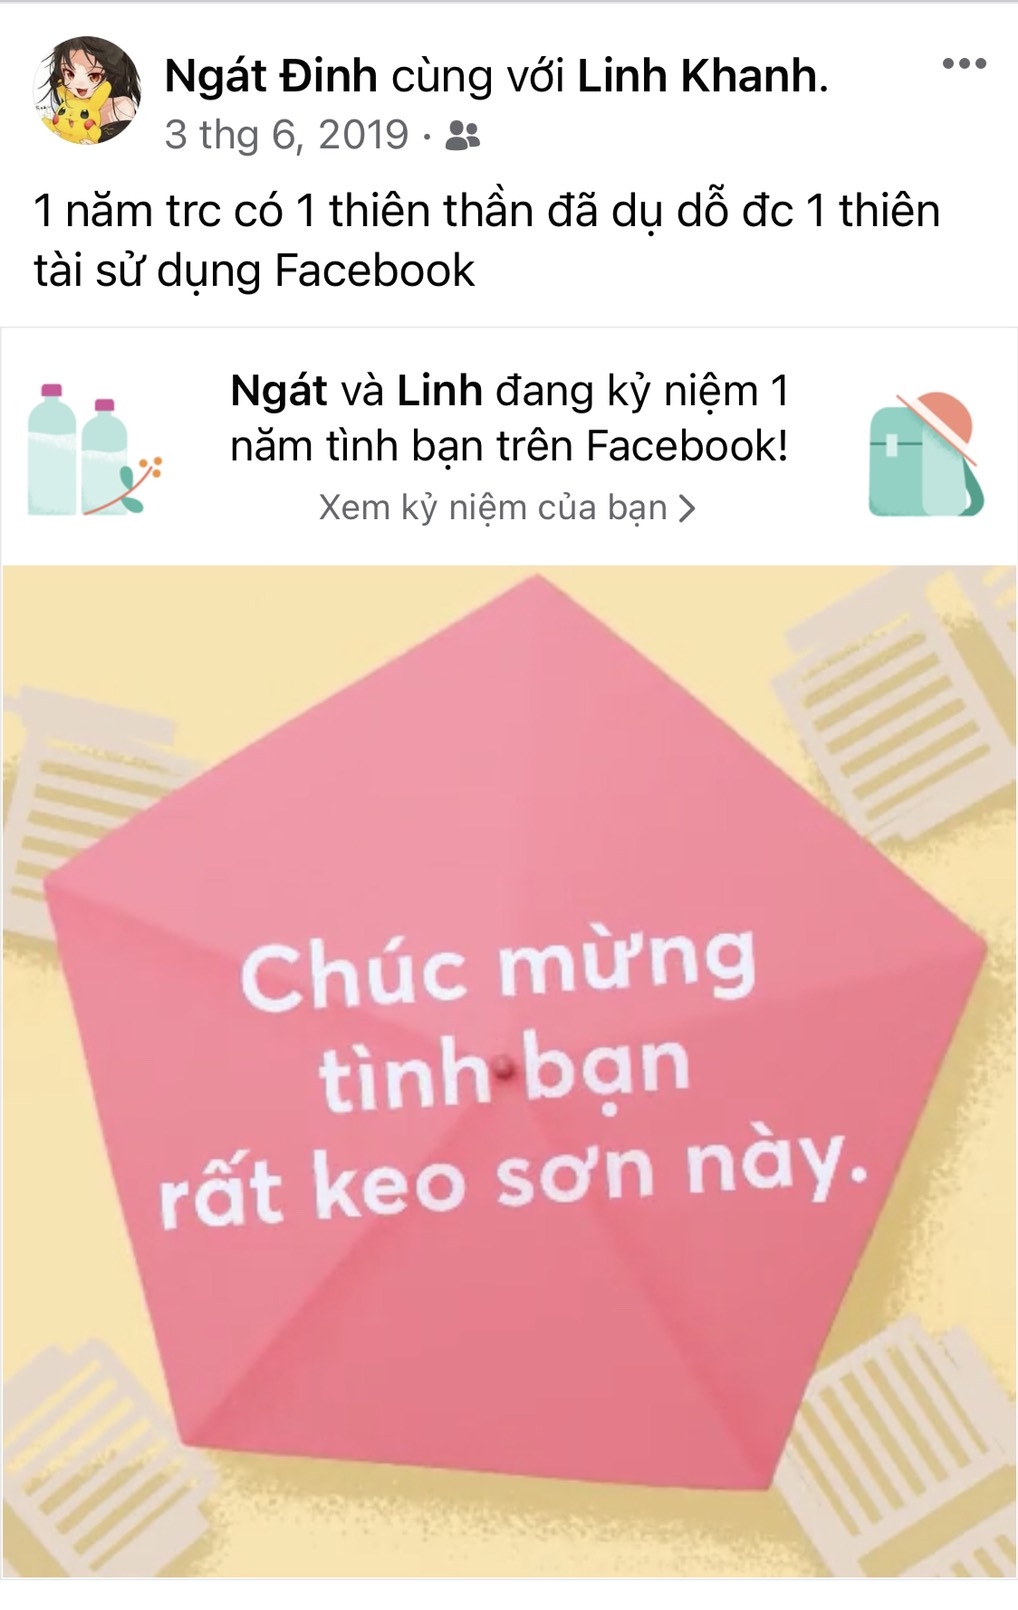 Ngát Đinh cùng với Linh Khanh.
3 thg 6, 2019 ·
1 năm trc có 1 thiên thần đã dụ dỗ đc 1 thiên
tài sử dụng Facebook
Ngát và Linh đang kỷ niệm 1
năm tình bạn trên Facebook!
Xem kỷ niệm của bạn
Chúc mừng
tình bạn
rất keo sơn này.